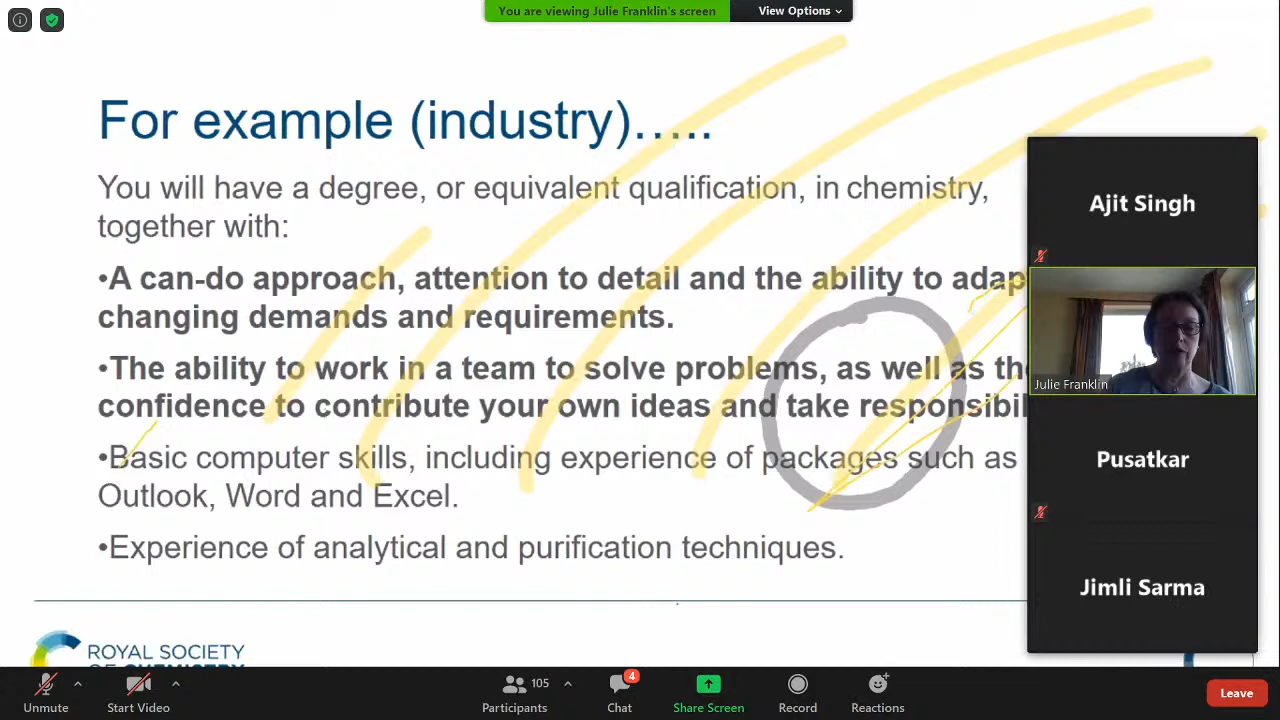 You are viewing Julie Franklin's screen
View Options
For example (industry)…..
You will have a degree, or equivalent qualification, in chemistry,
together with:
•A can-do approach, attention to detail and the ability to adap
changing demands and requirements.
•The ability to work in a team to solve problems, as well as the
confidence to contribute your own ideas and take responsibil
•Basic computer skills, including experience of packages such as
Outlook, Word and Excel.
•Experience of analytical and purification techniques.
ROYAL SOCIETY
OF CHEMISTRY
Ajit Singh
Julie Franklin
Pusatkar
Jimli Sarma
Unmute
Start Video
105
Participants
4
Chat
Share Screen
Record
Reactions
Leave